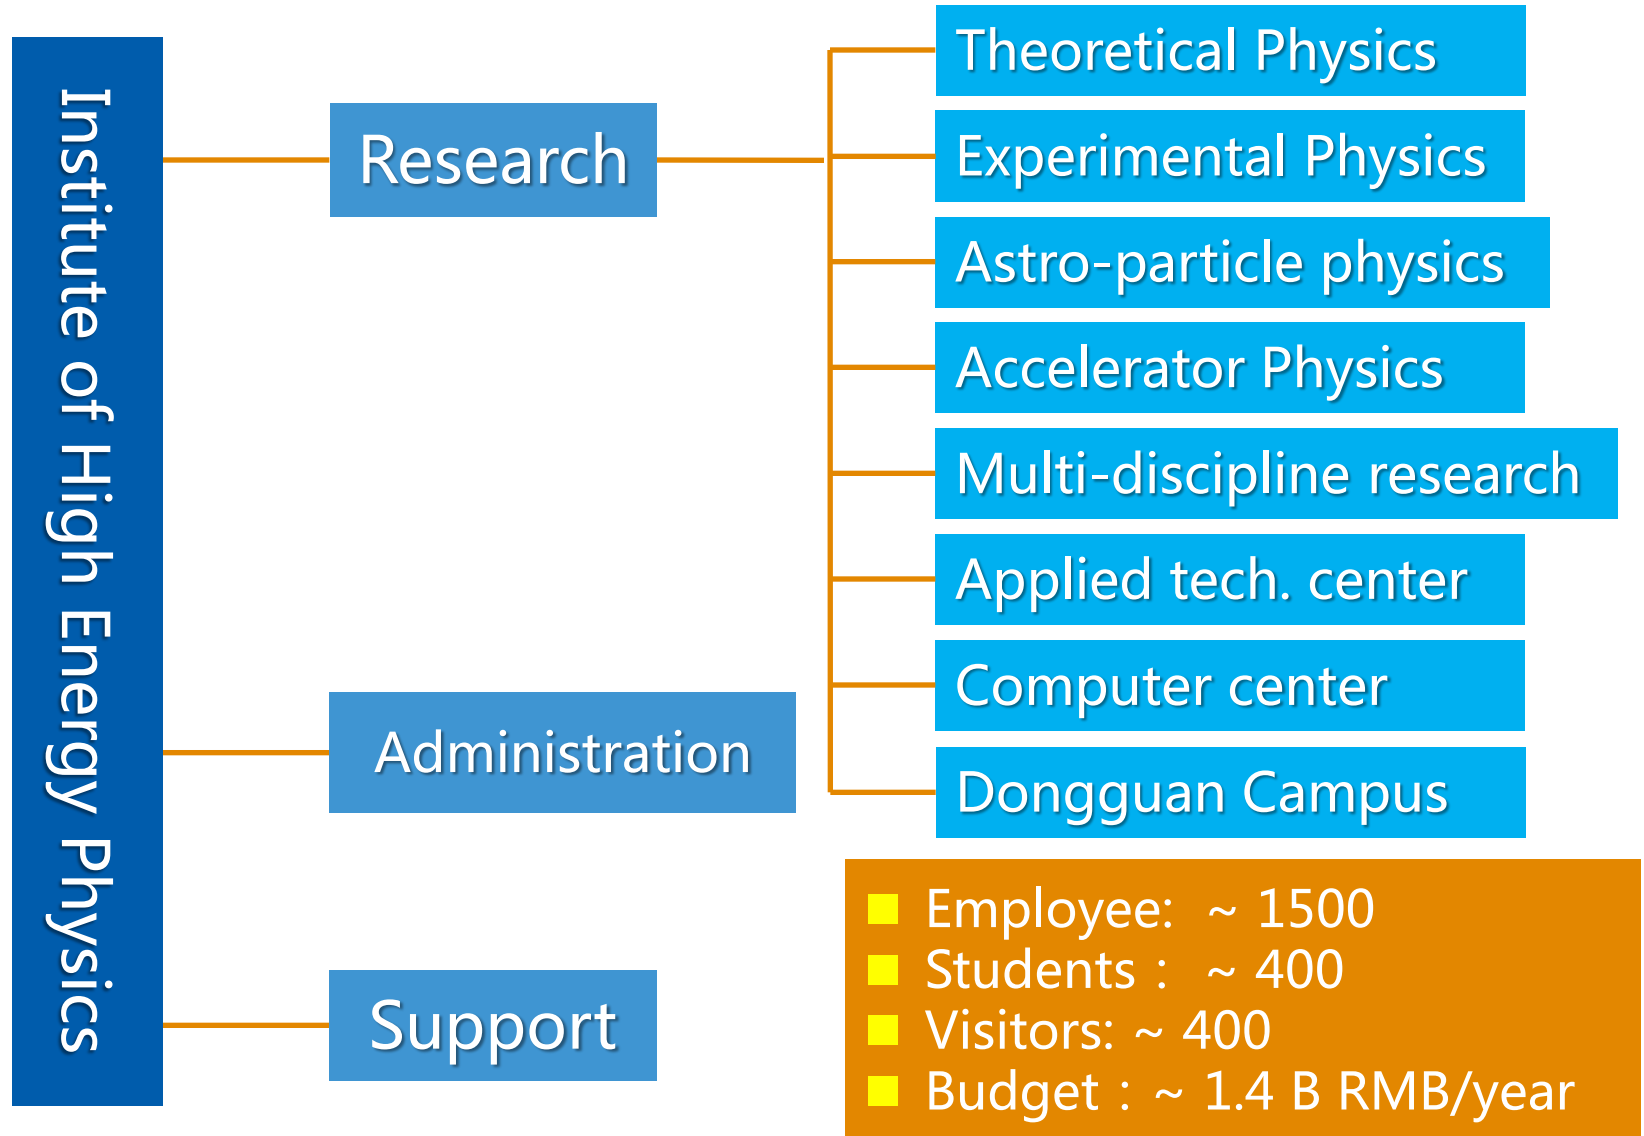 Institute of High Energy Physics
Research
Administration
Support
Theoretical Physics
Experimental Physics
Astro-particle physics
Accelerator Physics
Multi-discipline research
Applied tech. center
Computer center
Dongguan Campus
Employee: ~ 1500
Students： ~ 400
Visitors: ~ 400
Budget：~ 1.4 B RMB/year